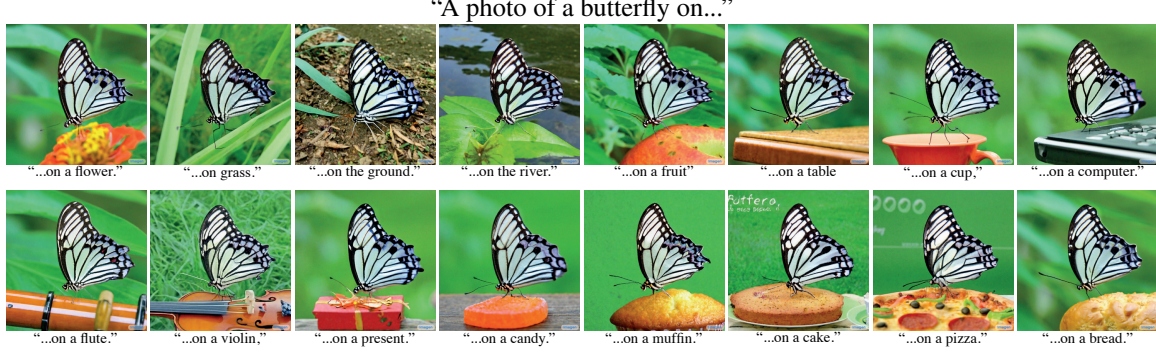 “A photo of a butterfly on...”
“...on a flower.” “...on grass.” “...on the ground.” “...on the river.” “...on a fruit” “...on a table “...on a cup,” “...on a computer.”
“...on a flute.” “...on a violin,” “...on a present.” “...on a candy.” “...on a muffin.” “...on a cake.” “...on a pizza.” “...on a bread.”